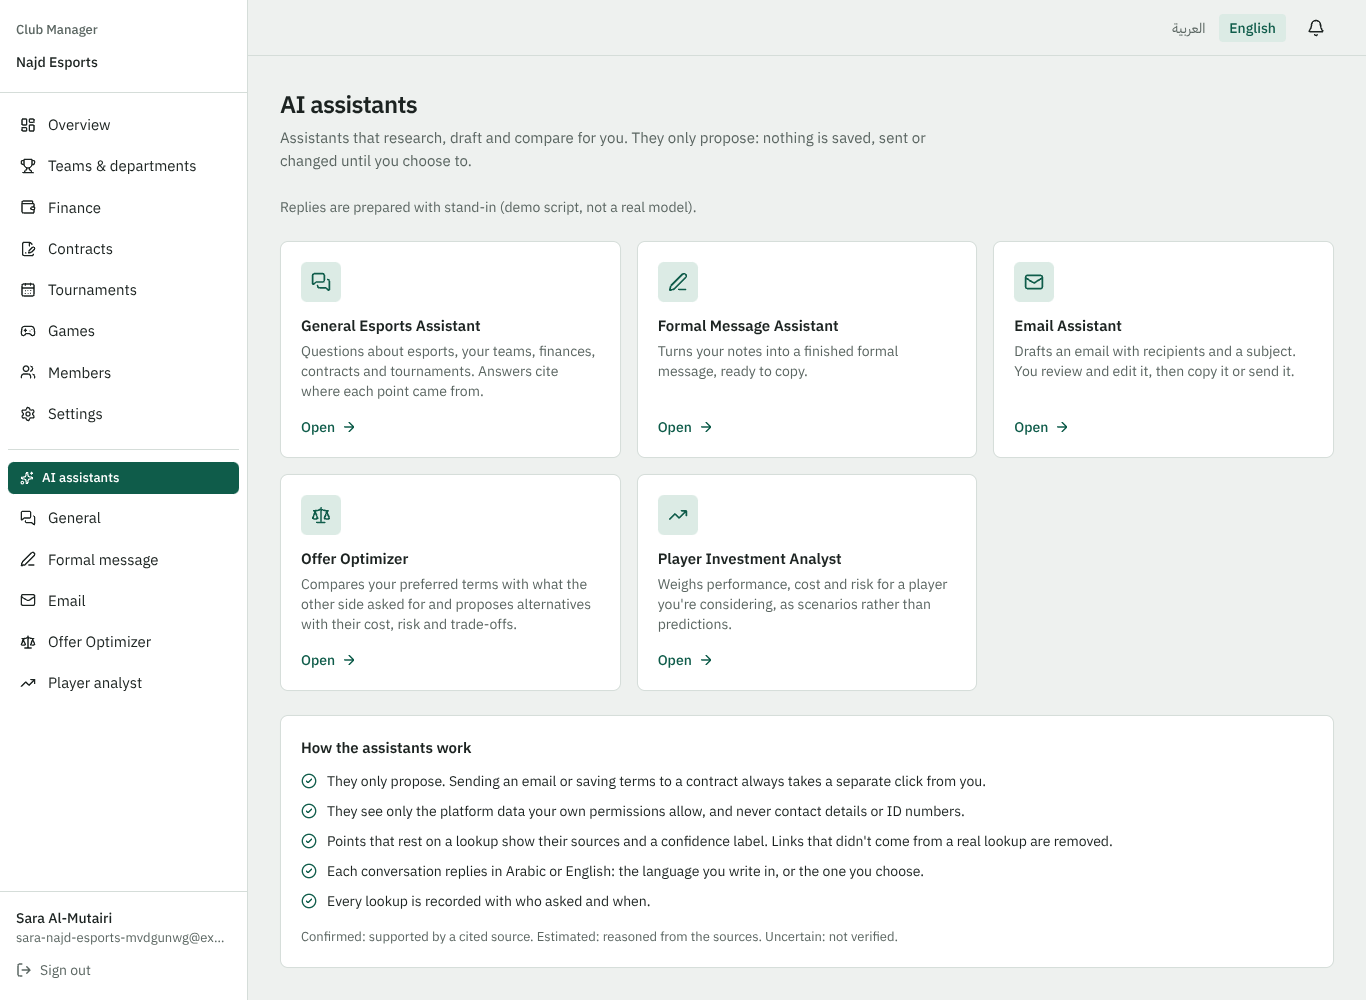 Club Manager
Najd Esports
Overview
Teams & departments
Finance
Contracts
Tournaments
Games
Members
Settings
AI assistants
General
Formal message
Email
Offer Optimizer
Player analyst
Sara Al-Mutairi
sara-najd-esports-mvdgunwg@ex...
Sign out
العربية
English
AI assistants
Assistants that research, draft and compare for you. They only propose: nothing is saved, sent or
changed until you choose to.
Replies are prepared with stand-in (demo script, not a real model).
General Esports Assistant
Questions about esports, your teams, finances,
contracts and tournaments. Answers cite
where each point came from.
Open
Formal Message Assistant
Turns your notes into a finished formal
message, ready to copy.
Open
Email Assistant
Drafts an email with recipients and a subject.
You review and edit it, then copy it or send it.
Open
Offer Optimizer
Compares your preferred terms with what the
other side asked for and proposes alternatives
with their cost, risk and trade-offs.
Open
Player Investment Analyst
Weighs performance, cost and risk for a player
you're considering, as scenarios rather than
predictions.
Open
How the assistants work
They only propose. Sending an email or saving terms to a contract always takes a separate click from you.
They see only the platform data your own permissions allow, and never contact details or ID numbers.
Points that rest on a lookup show their sources and a confidence label. Links that didn't come from a real lookup are removed.
Each conversation replies in Arabic or English: the language you write in, or the one you choose.
Every lookup is recorded with who asked and when.
Confirmed: supported by a cited source. Estimated: reasoned from the sources. Uncertain: not verified.